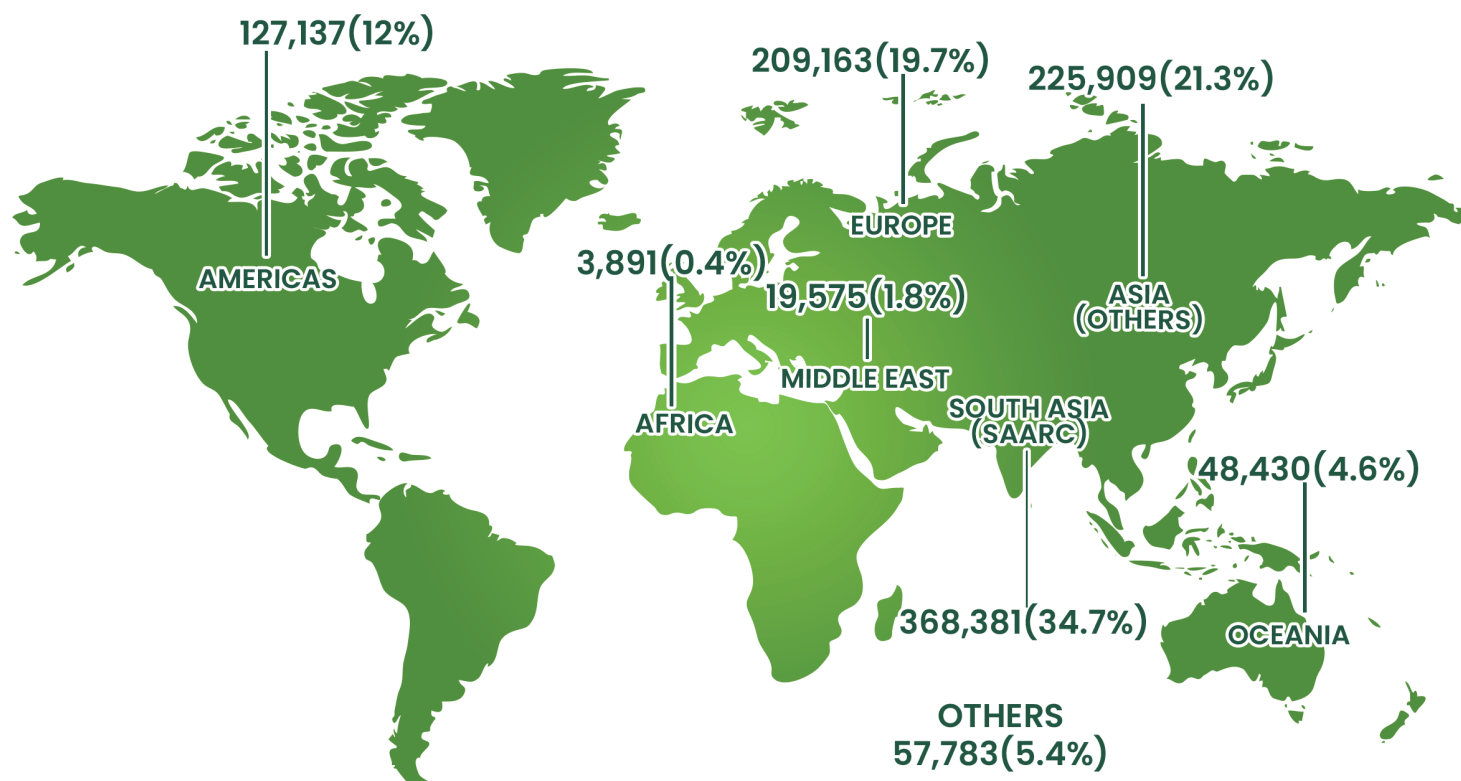 127,137(12%)
AMERICAS
209,163(19.7%)
EUROPE
225,909(21.3%)
ASIA
(OTHERS)
3,891(0.4%)
AFRICA
19,575(1.8%)
MIDDLE EAST
SOUTH ASIA
(SAARC)
368,381(34.7%)
48,430(4.6%)
OCEANIA
OTHERS
57,783(5.4%)